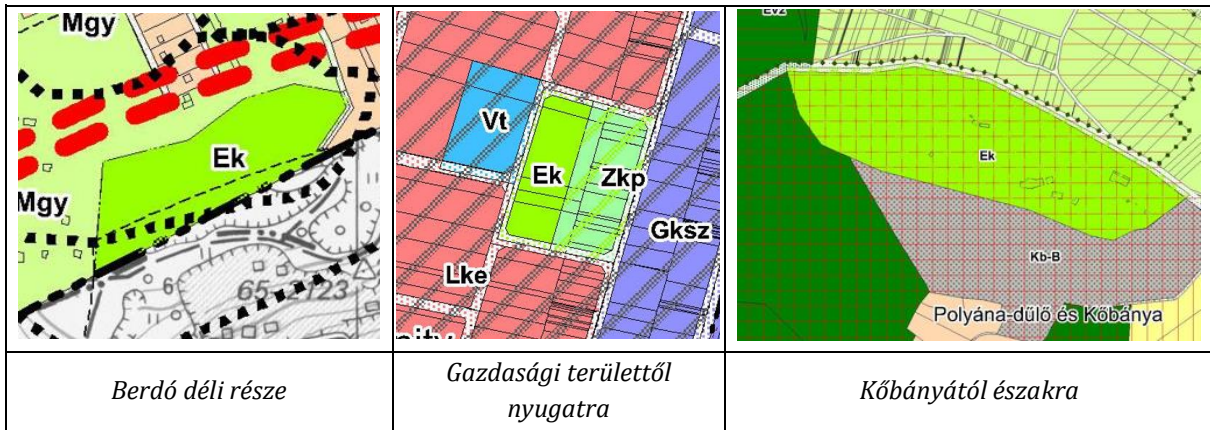 Mgy
Ek
Mgy
65
2123
Vt
Ek
Zkp
Gksz
Lke
Ek
Kb-B
Polyána-dűlő és Kőbánya
Berdó déli része
Gazdasági területtől
nyugatra
Kőbányától északra